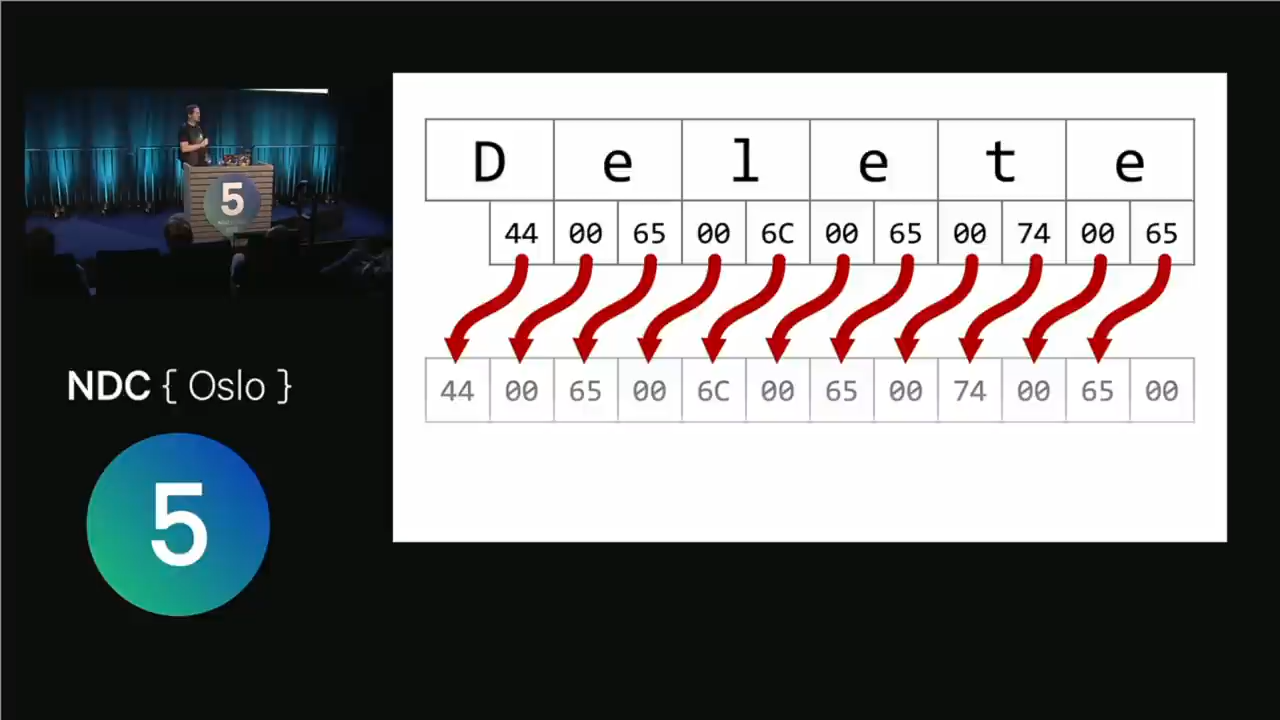 D e l e t e
44 00 65 00 6C 00 65 00 74 00 65
44 00 65 00 6C 00 65 00 74 00 65 00
5
NDC { Oslo }
5